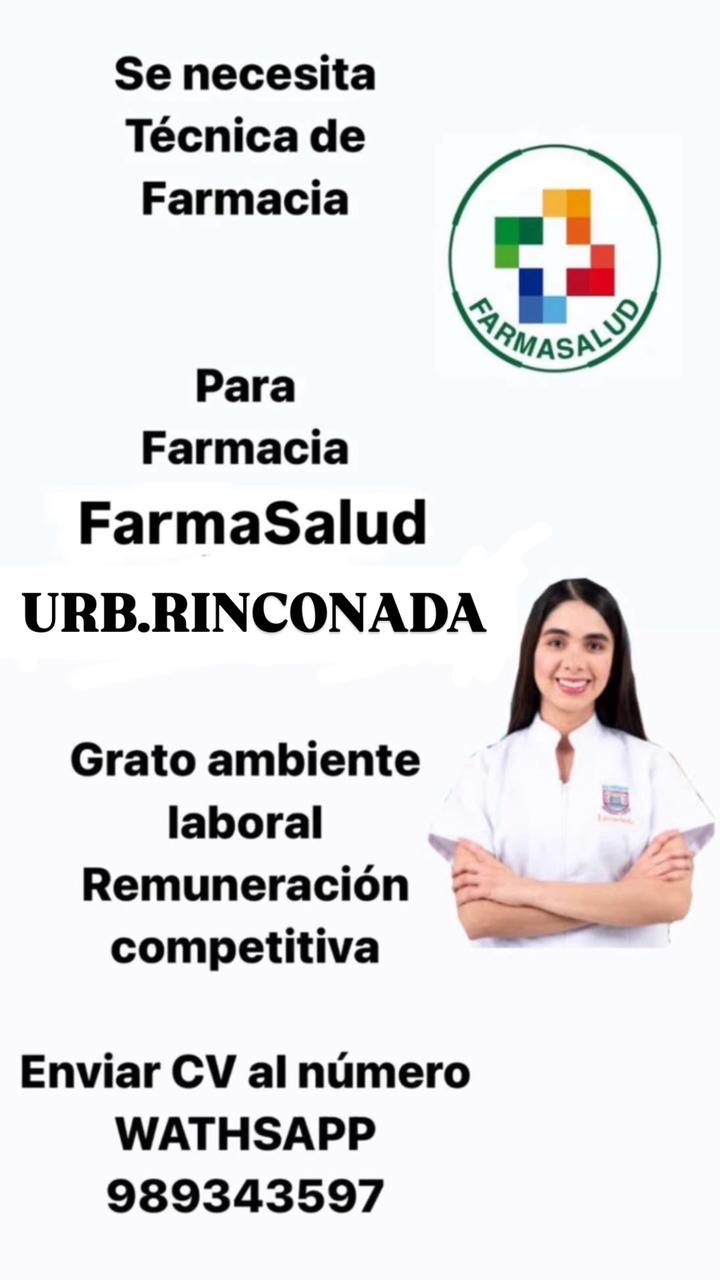 Se necesita
Técnica de
Farmacia
FARMASALUD
Para
Farmacia
FarmaSalud
URB.RINCONADA
Grato ambiente
laboral
Remuneración
competitiva
Enviar CV al número
WATHSAPP
989343597